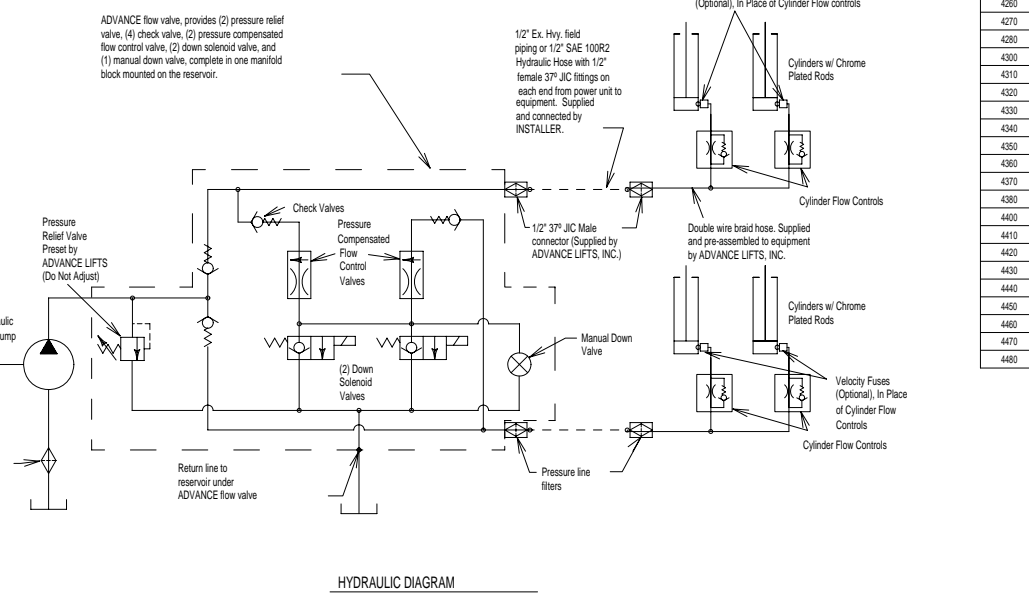 ADVANCE flow valve, provides (2) pressure relief
valve, (4) check valve, (2) pressure compensated
flow control valve, (2) down solenoid valve, and
(1) manual down valve, complete in one manifold
block mounted on the reservoir.
1/2" Ex. Hvy. field
piping or 1/2" SAE 100R2
Hydraulic Hose with 1/2"
female 37º JIC fittings on
each end from power unit to
equipment. Supplied
and connected by
INSTALLER.
(Optional), In Place of Cylinder Flow controls
Cylinders w/ Chrome
Plated Rods
Cylinder Flow Controls
Check Valves
Pressure
Compensated
Flow
Control
Valves
Pressure
Relief Valve
Preset by
ADVANCE LIFTS
(Do Not Adjust)
1/2" 37º JIC Male
connector (Supplied by
ADVANCE LIFTS, INC.)
Double wire braid hose. Supplied
and pre-assembled to equipment
by ADVANCE LIFTS, INC.
Cylinders w/ Chrome
Plated Rods
Manual Down
Valve
(2) Down
Solenoid
Valves
Velocity Fuses
(Optional), In Place
of Cylinder Flow
Controls
Cylinder Flow Controls
Return line to
reservoir under
ADVANCE flow valve
Pressure line
filters
HYDRAULIC DIAGRAM
4260
4270
4280
4300
4310
4320
4330
4340
4350
4360
4370
4380
4400
4410
4420
4430
4440
4450
4460
4470
4480